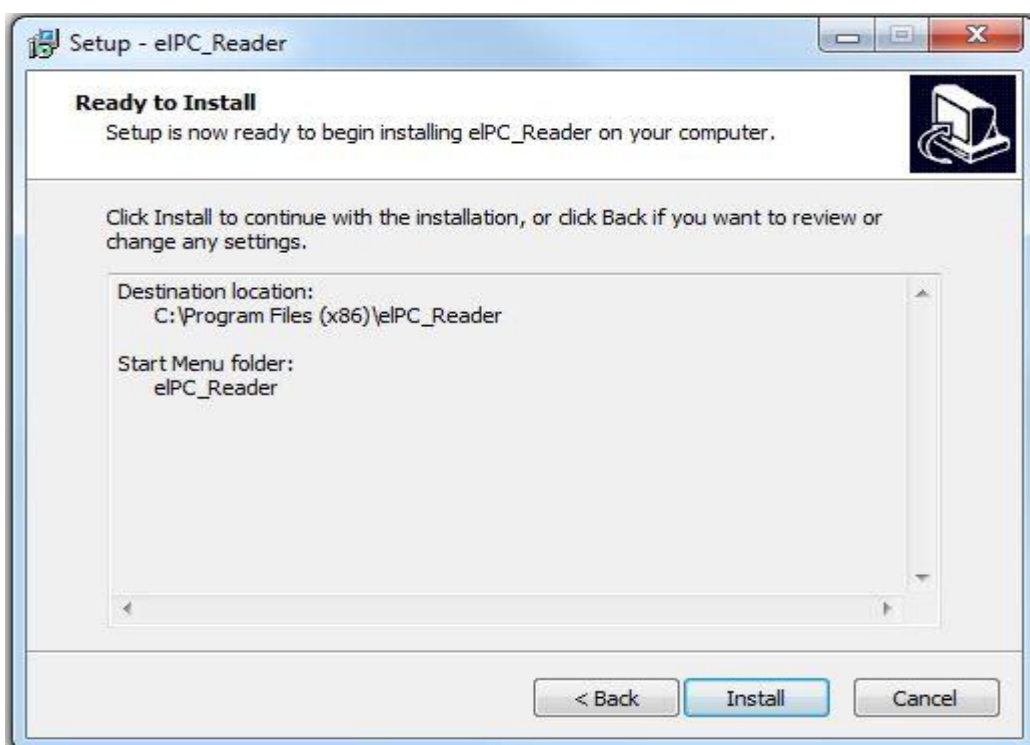 Setup - elPC_Reader
Ready to Install
Setup is now ready to begin installing elPC_Reader on your computer.
Click Install to continue with the installation, or click Back if you want to review or
change any settings.
Destination location:
C:\Program Files (x86)\elPC_Reader
Start Menu folder:
elPC_Reader
< Back
Install
Cancel